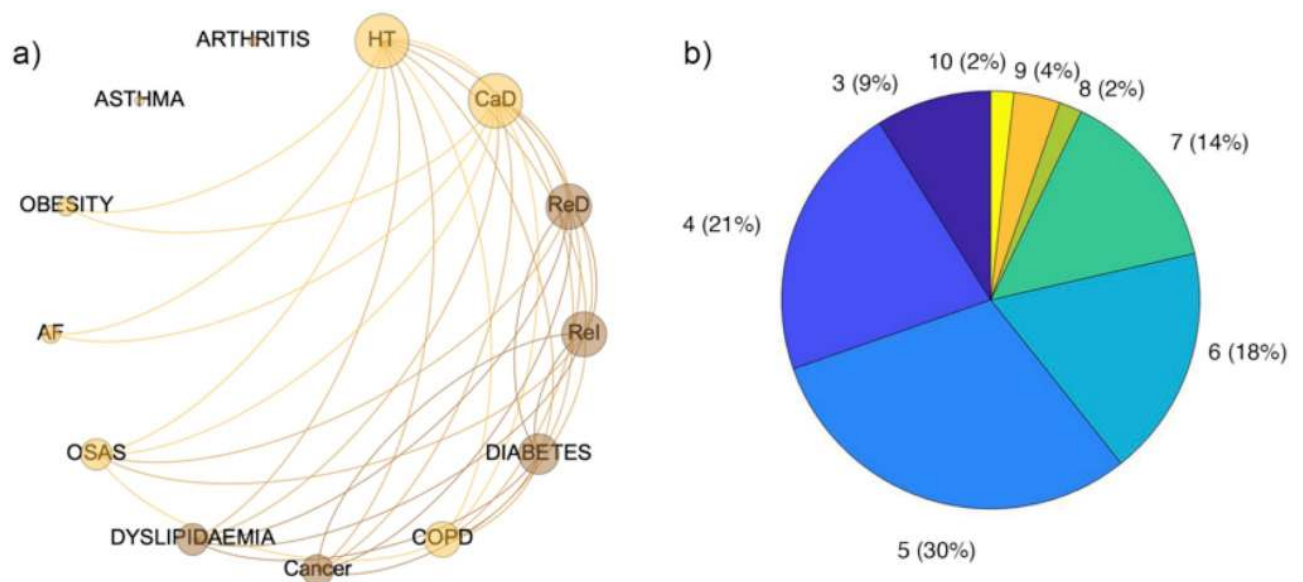 a)
ARTHRITIS
HT
ASTHMA
CaD
OBESITY
ReD
AF
ReI
OSAS
DIABETES
DYSLIPIDAEMIA
COPD
Cancer
b)
3 (9%)
10 (2%)
9 (4%)
8 (2%)
7 (14%)
4 (21%)
6 (18%)
5 (30%)